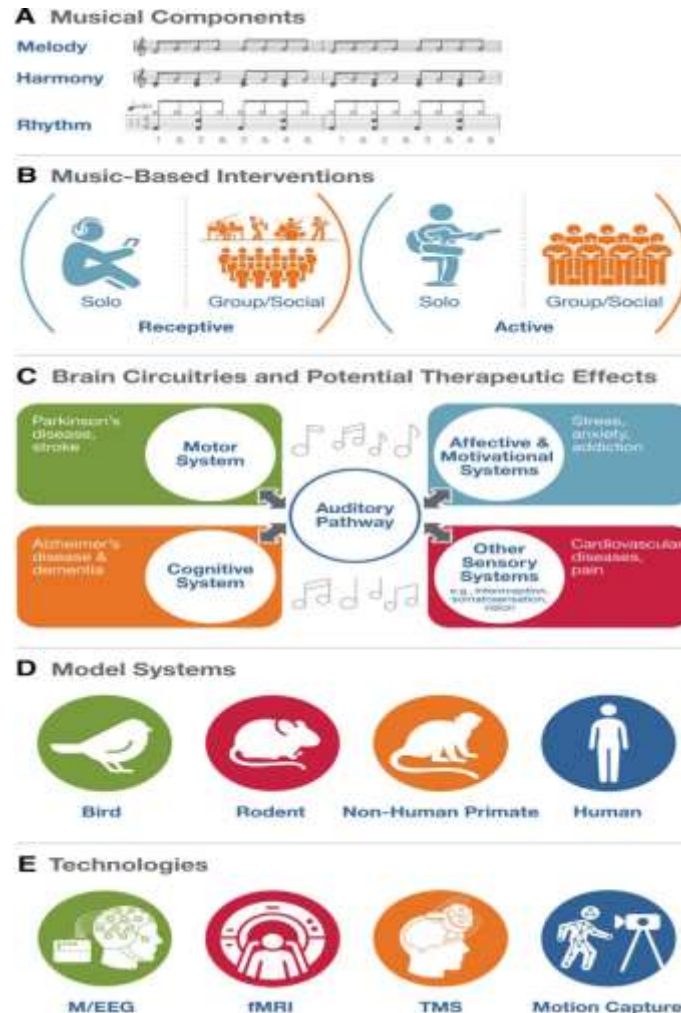 A Musical Components
Melody
Harmony
Rhythm
B Music-Based Interventions
Solo
Group/Social
Solo
Group/Social
Receptive
Active
C Brain Circuitries and Potential Therapeutic Effects
Parkinson's
disease,
stroke
Motor
System
Affective &
Motivational
Systems
Stress,
anxiety,
addiction
Auditory
Pathway
Alzheimer's
disease &
dementia
Cognitive
System
Other
Sensory
Systems
e.g., interoception,
somatosensation,
vision
Cardiovascular
diseases,
pain
D Model Systems
Bird
Rodent
Non-Human Primate
Human
E Technologies
M/EEG
fMRI
TMS
Motion Capture